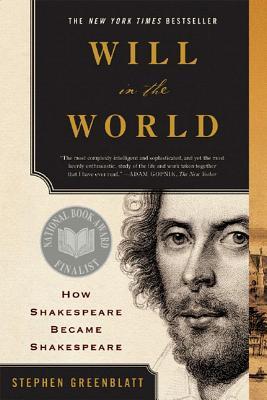 THE NEW YORK TIMES BESTSELLER
WILL
in the
WORLD
"The most complexly intelligent and sophisticated, and yet the most
keenly enthusiastic, study of the life and work taken together
that I have ever read." —ADAM GOPNIK, The New Yorker
NATIONAL BOOK AWARD
FINALIST
HOW
SHAKESPEARE
BECAME
SHAKESPEARE
STEPHEN GREENBLATT